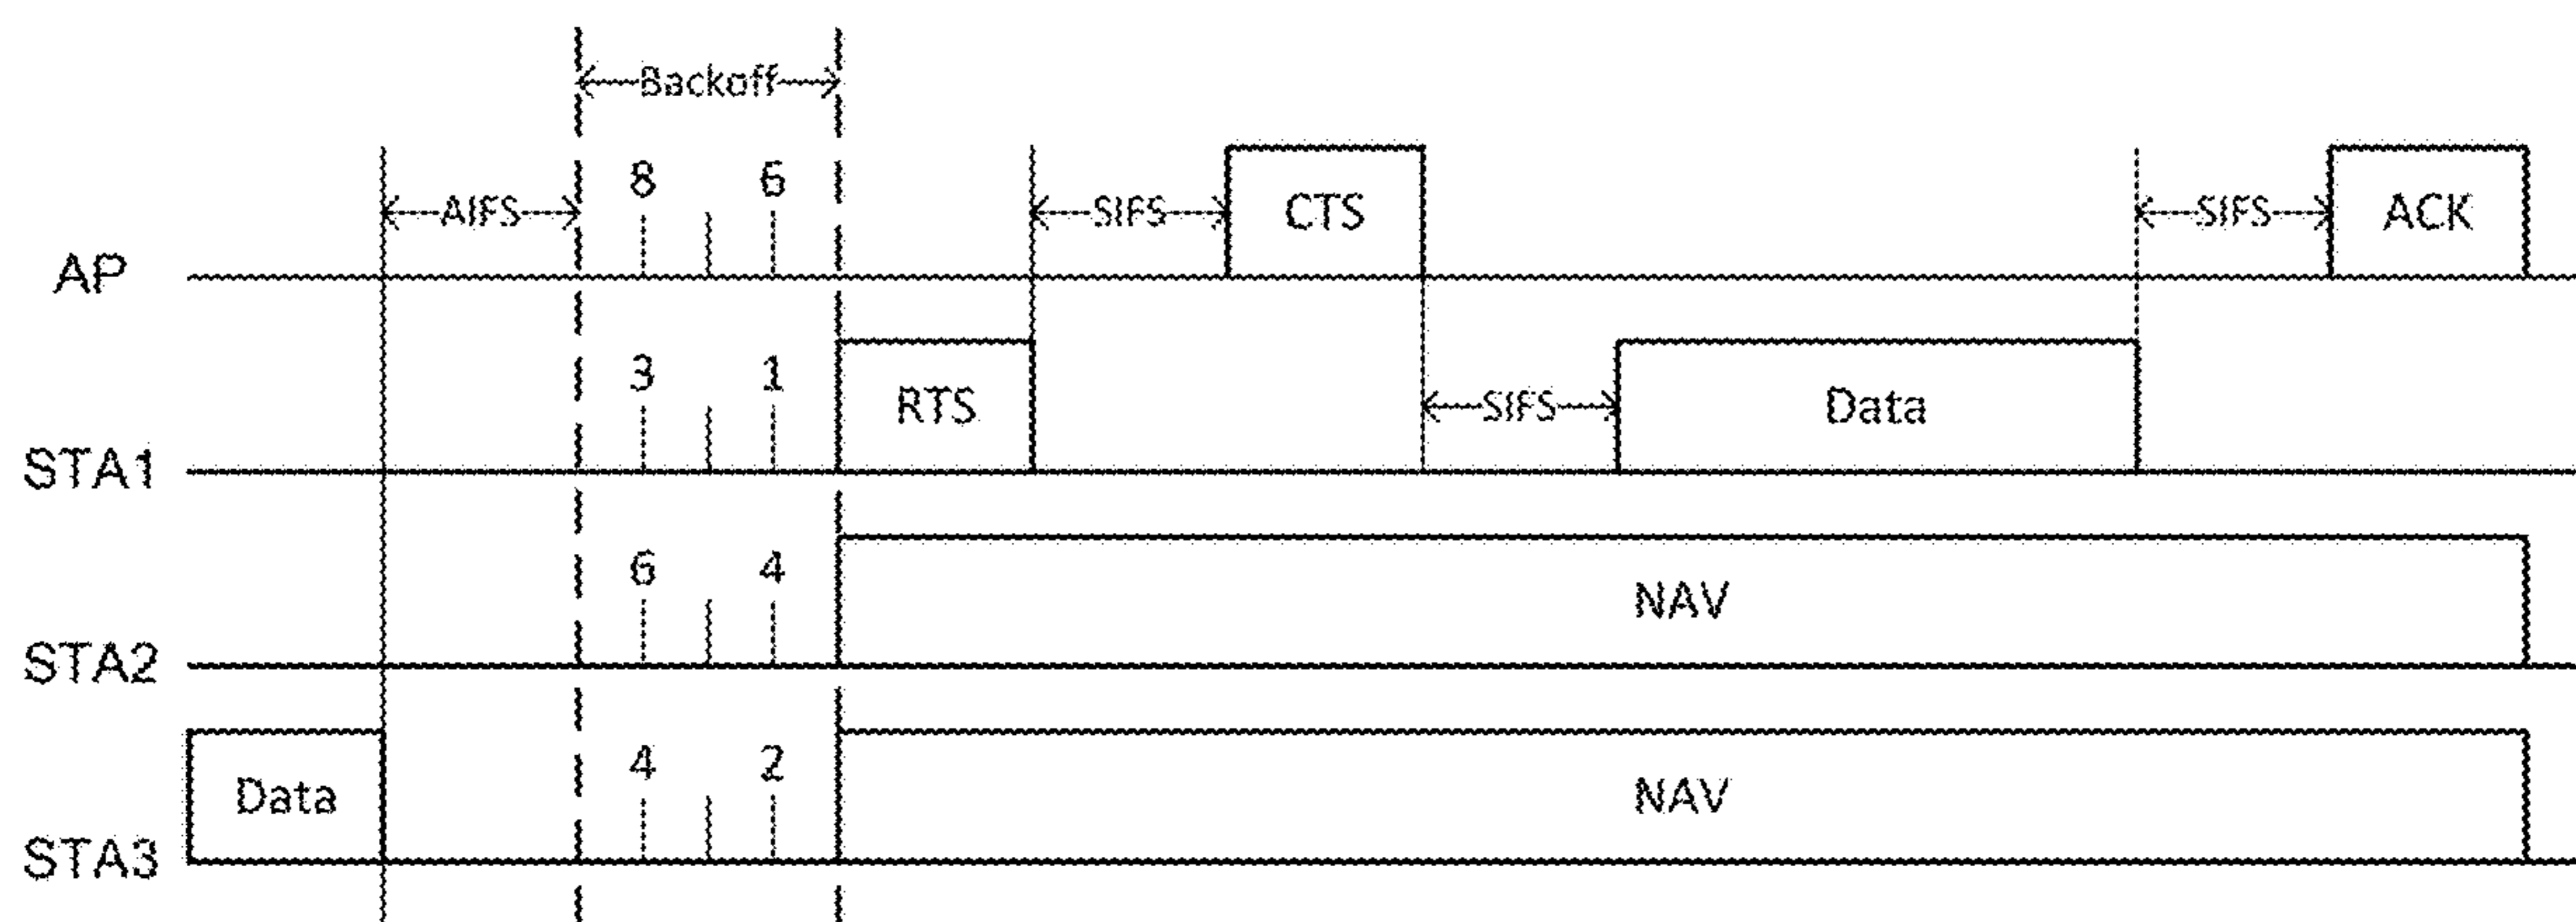 Backoff
8 6
AIFS SIFS CTS SIFS ACK
AP
3 1
RTS SIFS Data
STA1
6 4
NAV
STA2
4 2
Data NAV
STA3